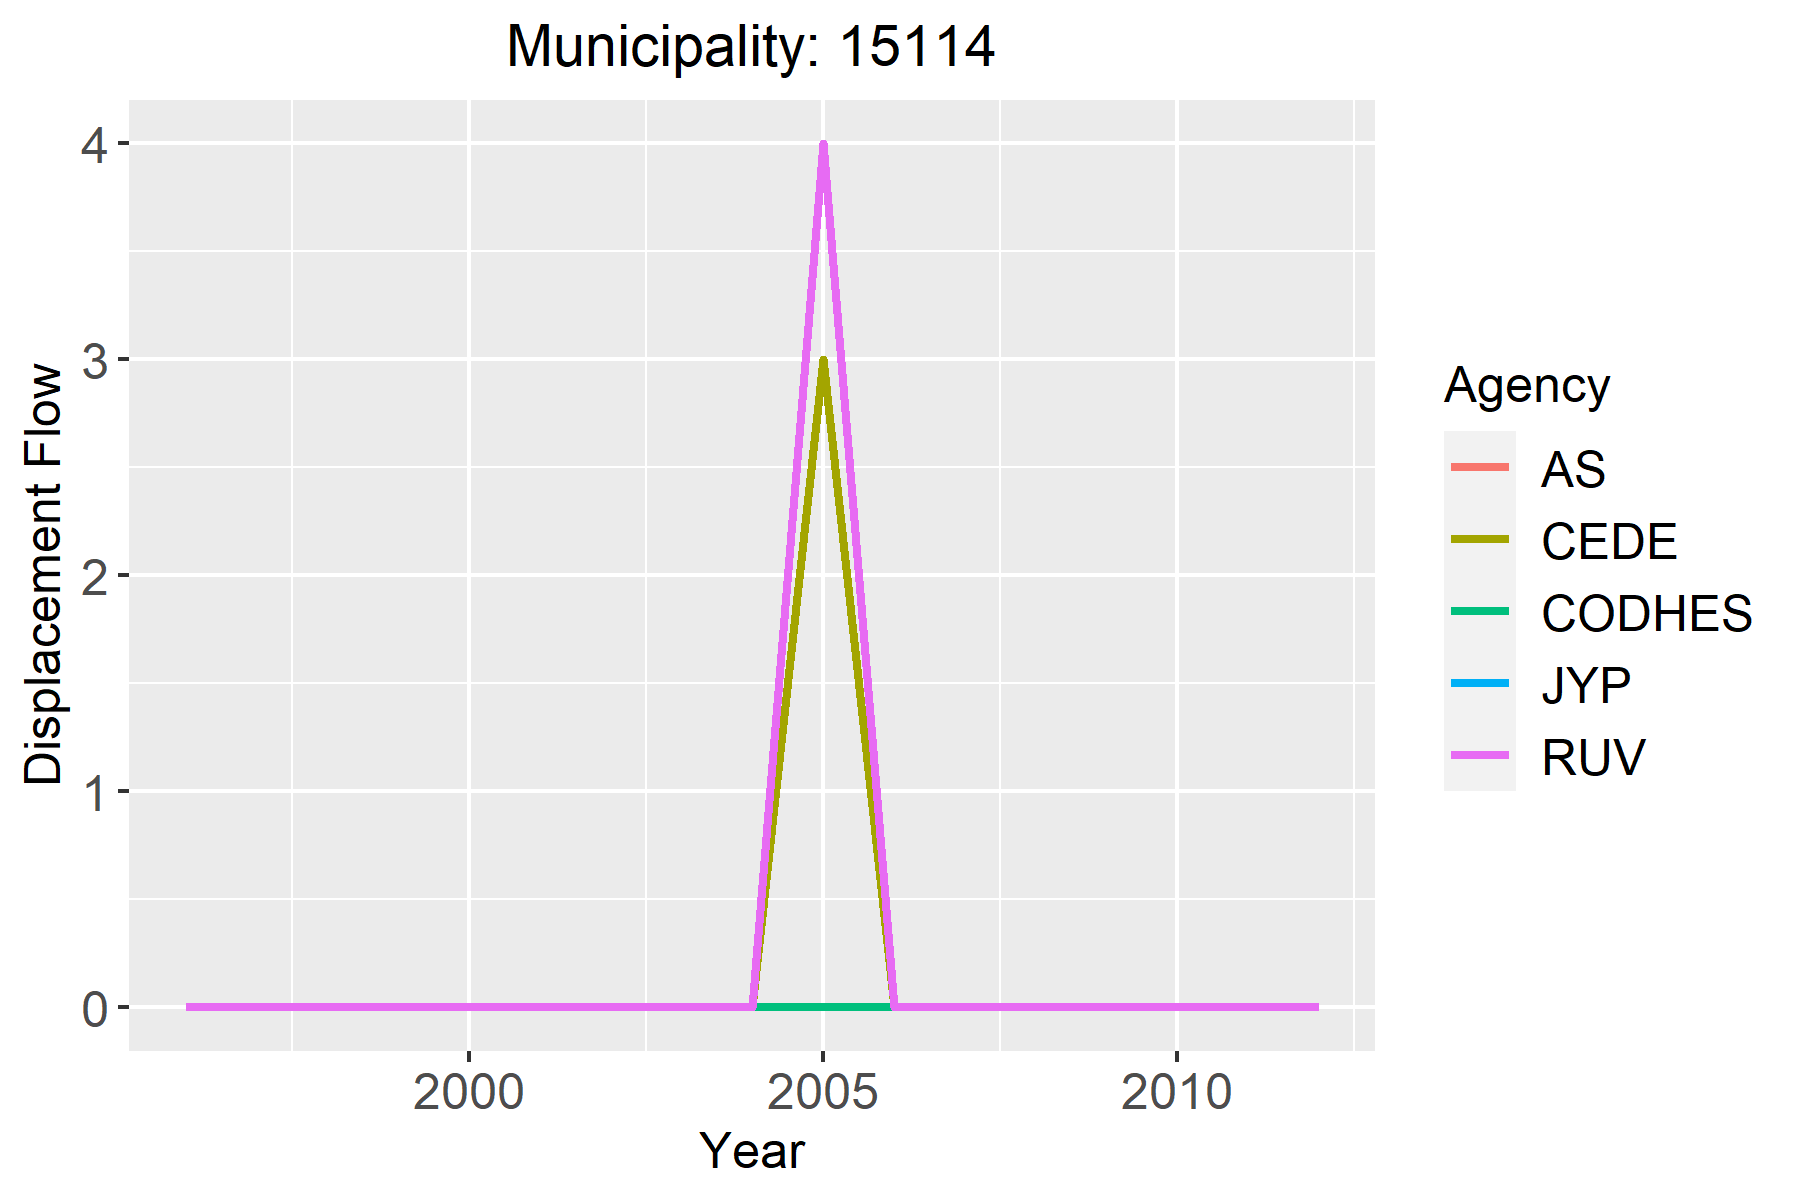 Municipality: 15114
Displacement Flow
4
3
2
1
0
2000 2005 2010
Year
Agency
AS
CEDE
CODHES
JYP
RUV